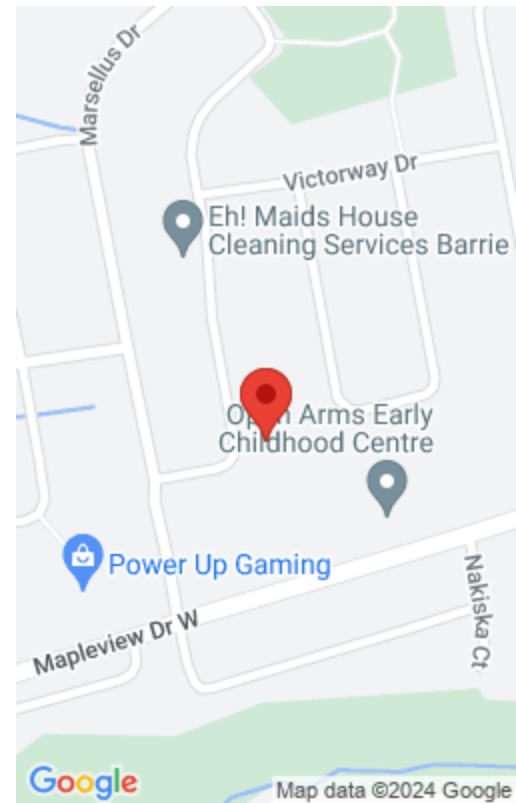 Marsellus Dr
Victorway Dr
Eh! Maids House
Cleaning Services Barrie
Open Arms Early
Childhood Centre
Power Up Gaming
Nakiska Ct
Mapleview Dr W
Google
Map data ©2024 Google